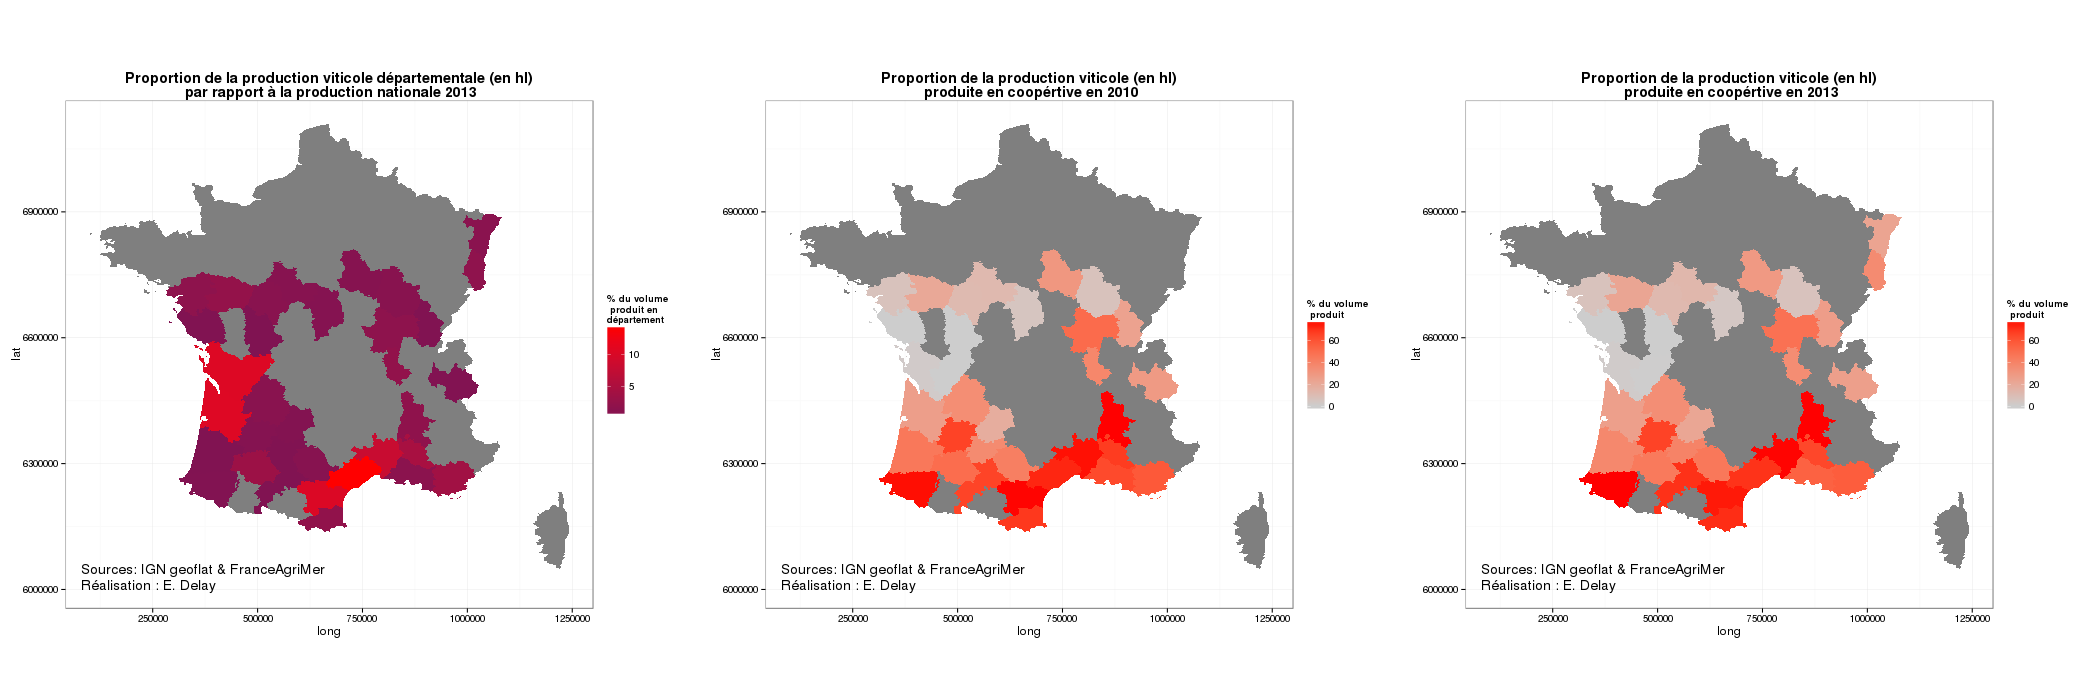 Proportion de la production viticole départementale (en hl)
par rapport à la production nationale 2013
lat
6900000
6600000
6300000
6000000
250000
500000
750000
1000000
1250000
long
Sources: IGN geoflat & FranceAgriMer
Réalisation : E. Delay
% du volume
produit en
département
10
5
Proportion de la production viticole (en hl)
produite en coopértive en 2010
lat
6900000
6600000
6300000
6000000
250000
500000
750000
1000000
1250000
long
Sources: IGN geoflat & FranceAgriMer
Réalisation : E. Delay
% du volume
produit
60
40
20
0
Proportion de la production viticole (en hl)
produite en coopértive en 2013
lat
6900000
6600000
6300000
6000000
250000
500000
750000
1000000
1250000
long
Sources: IGN geoflat & FranceAgriMer
Réalisation : E. Delay
% du volume
produit
60
40
20
0